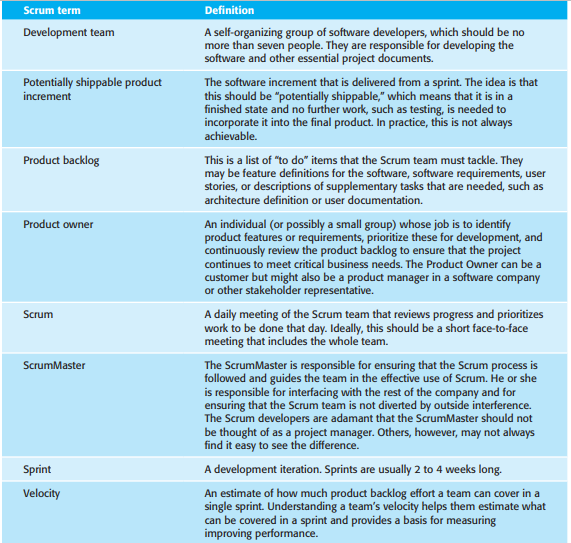 Scrum term Definition
Development team A self-organizing group of software developers, which should be no
more than seven people. They are responsible for developing the
software and other essential project documents.
Potentially shippable product The software increment that is delivered from a sprint. The idea is that
increment this should be “potentially shippable,” which means that it is in a
finished state and no further work, such as testing, is needed to
incorporate it into the final product. In practice, this is not always
achievable.
Product backlog This is a list of “to do” items that the Scrum team must tackle. They
may be feature definitions for the software, software requirements, user
stories, or descriptions of supplementary tasks that are needed, such as
architecture definition or user documentation.
Product owner An individual (or possibly a small group) whose job is to identify
product features or requirements, prioritize these for development, and
continuously review the product backlog to ensure that the project
continues to meet critical business needs. The Product Owner can be a
customer but might also be a product manager in a software company
or other stakeholder representative.
Scrum A daily meeting of the Scrum team that reviews progress and prioritizes
work to be done that day. Ideally, this should be a short face-to-face
meeting that includes the whole team.
ScrumMaster The ScrumMaster is responsible for ensuring that the Scrum process is
followed and guides the team in the effective use of Scrum. He or she
is responsible for interfacing with the rest of the company and for
ensuring that the Scrum team is not diverted by outside interference.
The Scrum developers are adamant that the ScrumMaster should not
be thought of as a project manager. Others, however, may not always
find it easy to see the difference.
Sprint A development iteration. Sprints are usually 2 to 4 weeks long.
Velocity An estimate of how much product backlog effort a team can cover in a
single sprint. Understanding a team’s velocity helps them estimate what
can be covered in a sprint and provides a basis for measuring
improving performance.